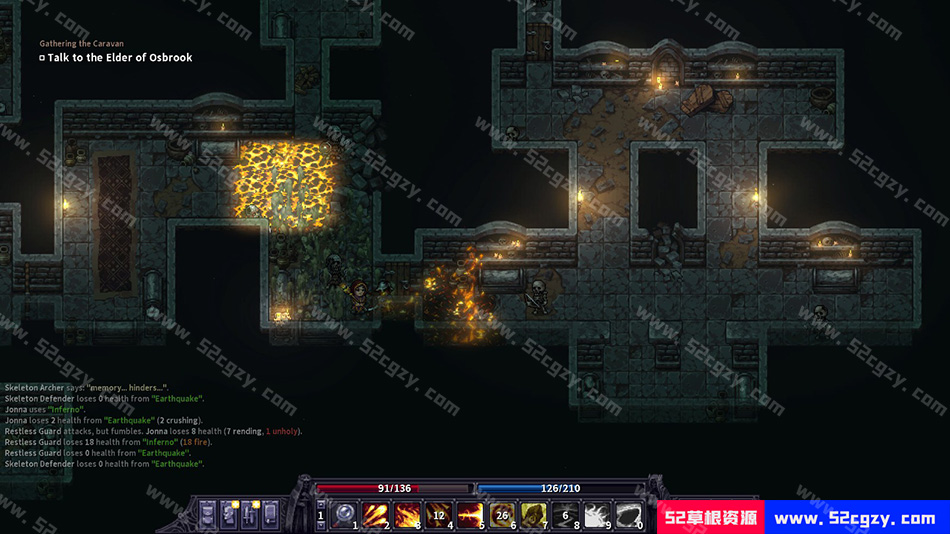 Gathering the Caravan
Talk to the Elder of Osbrook
Skeleton Archer says: "memory... hinders...".
Skeleton Defender loses 0 health from "Earthquake".
Jonna uses "Inferno".
Jonna loses 2 health from "Earthquake" (2 crushing).
Restless Guard attacks, but fumbles. Jonna loses 8 health (7 rending, 1 unholy).
Restless Guard loses 18 health from "Inferno" (18 fire).
Restless Guard loses 0 health from "Earthquake".
Skeleton Defender loses 0 health from "Earthquake".
91/136
126/210
1
1 2 3 12 4 5 26 6 7 6 8 9 0
52草根资源
www.52cgzy.com
www.52cgzy.com